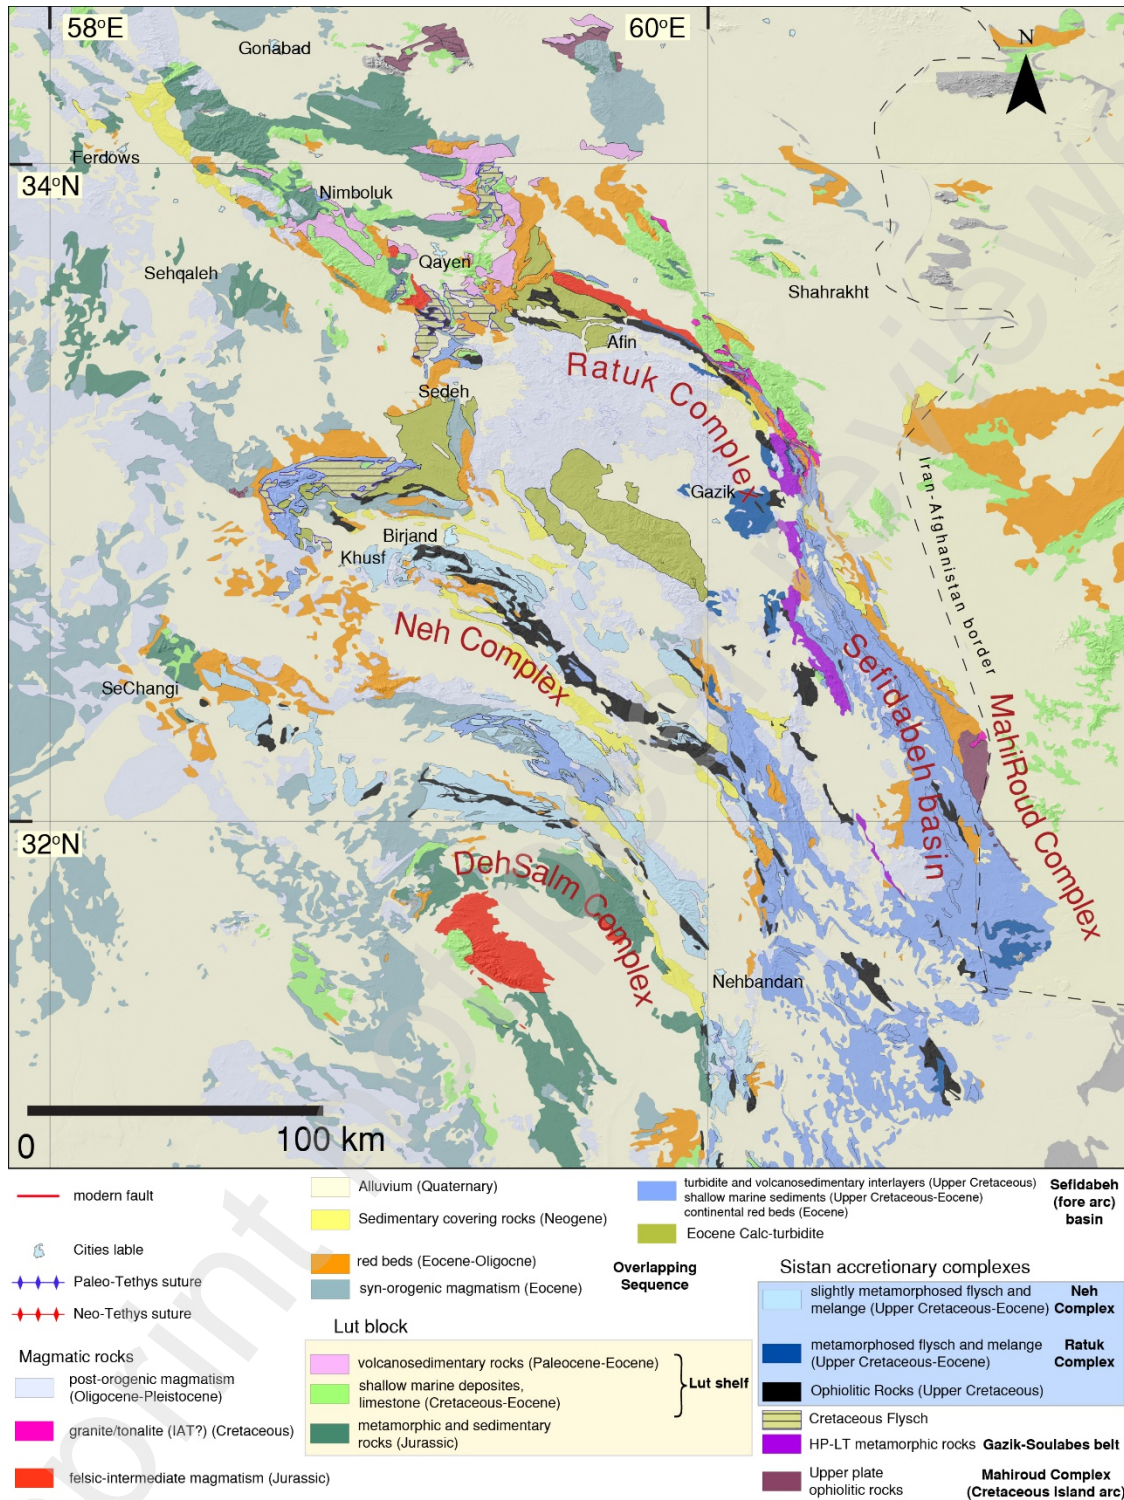 58°E
60°E
Gonabad
N
Ferdows
34°N
Nimboluk
Qayen
Sehqaleh
Shahrakht
Afin
Ratuk Complex
Sedeh
Gazik
Iran-Afghanistan border
Birjand
Khusf
Neh Complex
Sefidabeh basin
SeChangi
MahiRoud Complex
32°N
DehSalm Complex
Nehbandan
0
100 km
modern fault
Cities lable
Paleo-Tethys suture
Neo-Tethys suture
Magmatic rocks
post-orogenic magmatism
(Oligocene-Pleistocene)
granite/tonalite (IAT?) (Cretaceous)
felsic-intermediate magmatism (Jurassic)
Alluvium (Quaternary)
Sedimentary covering rocks (Neogene)
red beds (Eocene-Oligocne)
syn-orogenic magmatism (Eocene)
Overlapping
Sequence
Lut block
volcanosedimentary rocks (Paleocene-Eocene)
shallow marine deposites,
limestone (Cretaceous-Eocene)
Lut shelf
metamorphic and sedimentary
rocks (Jurassic)
turbidite and volcanosedimentary interlayers (Upper Cretaceous)
shallow marine sediments (Upper Cretaceous-Eocene)
continental red beds (Eocene)
Sefidabeh
(fore arc)
basin
Eocene Calc-turbidite
Sistan accretionary complexes
slightly metamorphosed flysch and
melange (Upper Cretaceous-Eocene)
Neh
Complex
metamorphosed flysch and melange
(Upper Cretaceous-Eocene)
Ratuk
Complex
Ophiolitic Rocks (Upper Cretaceous)
Cretaceous Flysch
HP-LT metamorphic rocks Gazik-Soulabes belt
Upper plate
ophiolitic rocks
Mahiroud Complex
(Cretaceous island arc)